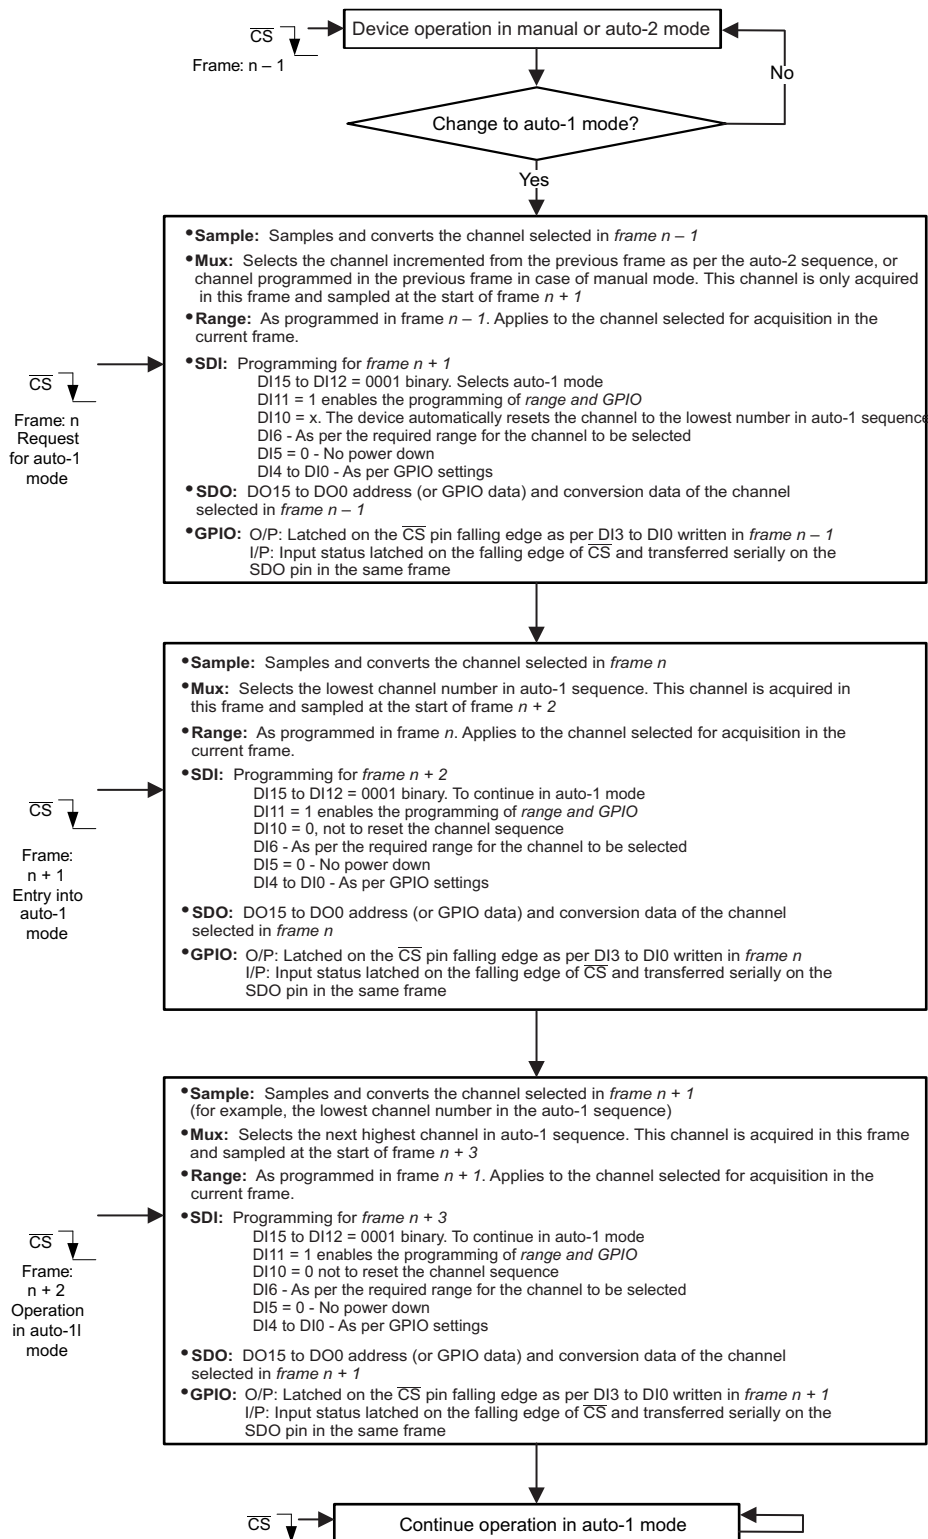 CS
Device operation in manual or auto-2 mode
Frame: n – 1
No
Change to auto-1 mode?
Yes
•Sample: Samples and converts the channel selected in frame n – 1
•Mux: Selects the channel incremented from the previous frame as per the auto-2 sequence, or
channel programmed in the previous frame in case of manual mode. This channel is only acquired
in this frame and sampled at the start of frame n + 1
•Range: As programmed in frame n – 1. Applies to the channel selected for acquisition in the
current frame.
•SDI: Programming for frame n + 1
DI15 to DI12 = 0001 binary. Selects auto-1 mode
DI11 = 1 enables the programming of range and GPIO
DI10 = x. The device automatically resets the channel to the lowest number in auto-1 sequence
DI6 - As per the required range for the channel to be selected
DI5 = 0 - No power down
DI4 to DI0 - As per GPIO settings
•SDO: DO15 to DO0 address (or GPIO data) and conversion data of the channel
selected in frame n – 1
•GPIO: O/P: Latched on the CS pin falling edge as per DI3 to DI0 written in frame n – 1
I/P: Input status latched on the falling edge of CS and transferred serially on the
SDO pin in the same frame
CS
Frame: n
Request
for auto-1
mode
•Sample: Samples and converts the channel selected in frame n
•Mux: Selects the lowest channel number in auto-1 sequence. This channel is acquired in
this frame and sampled at the start of frame n + 2
•Range: As programmed in frame n. Applies to the channel selected for acquisition in the
current frame.
•SDI: Programming for frame n + 2
DI15 to DI12 = 0001 binary. To continue in auto-1 mode
DI11 = 1 enables the programming of range and GPIO
DI10 = 0, not to reset the channel sequence
DI6 - As per the required range for the channel to be selected
DI5 = 0 - No power down
DI4 to DI0 - As per GPIO settings
•SDO: DO15 to DO0 address (or GPIO data) and conversion data of the channel
selected in frame n
•GPIO: O/P: Latched on the CS pin falling edge as per DI3 to DI0 written in frame n
I/P: Input status latched on the falling edge of CS and transferred serially on the
SDO pin in the same frame
CS
Frame:
n + 1
Entry into
auto-1
mode
•Sample: Samples and converts the channel selected in frame n + 1
(for example, the lowest channel number in the auto-1 sequence)
•Mux: Selects the next highest channel in auto-1 sequence. This channel is acquired in this frame
and sampled at the start of frame n + 3
•Range: As programmed in frame n + 1. Applies to the channel selected for acquisition in the
current frame.
•SDI: Programming for frame n + 3
DI15 to DI12 = 0001 binary. To continue in auto-1 mode
DI11 = 1 enables the programming of range and GPIO
DI10 = 0 not to reset the channel sequence
DI6 - As per the required range for the channel to be selected
DI5 = 0 - No power down
DI4 to DI0 - As per GPIO settings
•SDO: DO15 to DO0 address (or GPIO data) and conversion data of the channel
selected in frame n + 1
•GPIO: O/P: Latched on the CS pin falling edge as per DI3 to DI0 written in frame n + 1
I/P: Input status latched on the falling edge of CS and transferred serially on the
SDO pin in the same frame
CS
Frame:
n + 2
Operation
in auto-1l
mode
CS
Continue operation in auto-1 mode